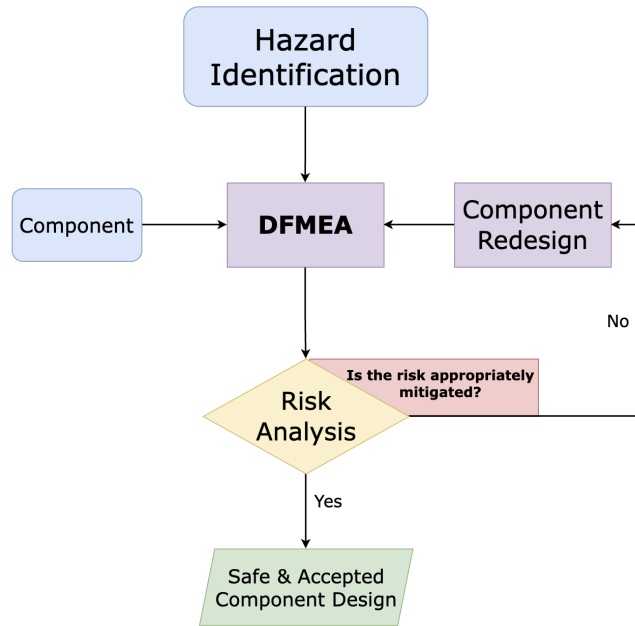 Hazard
Identification
Component
DFMEA
Component
Redesign
No
Is the risk appropriately
mitigated?
Risk
Analysis
Yes
Safe & Accepted
Component Design